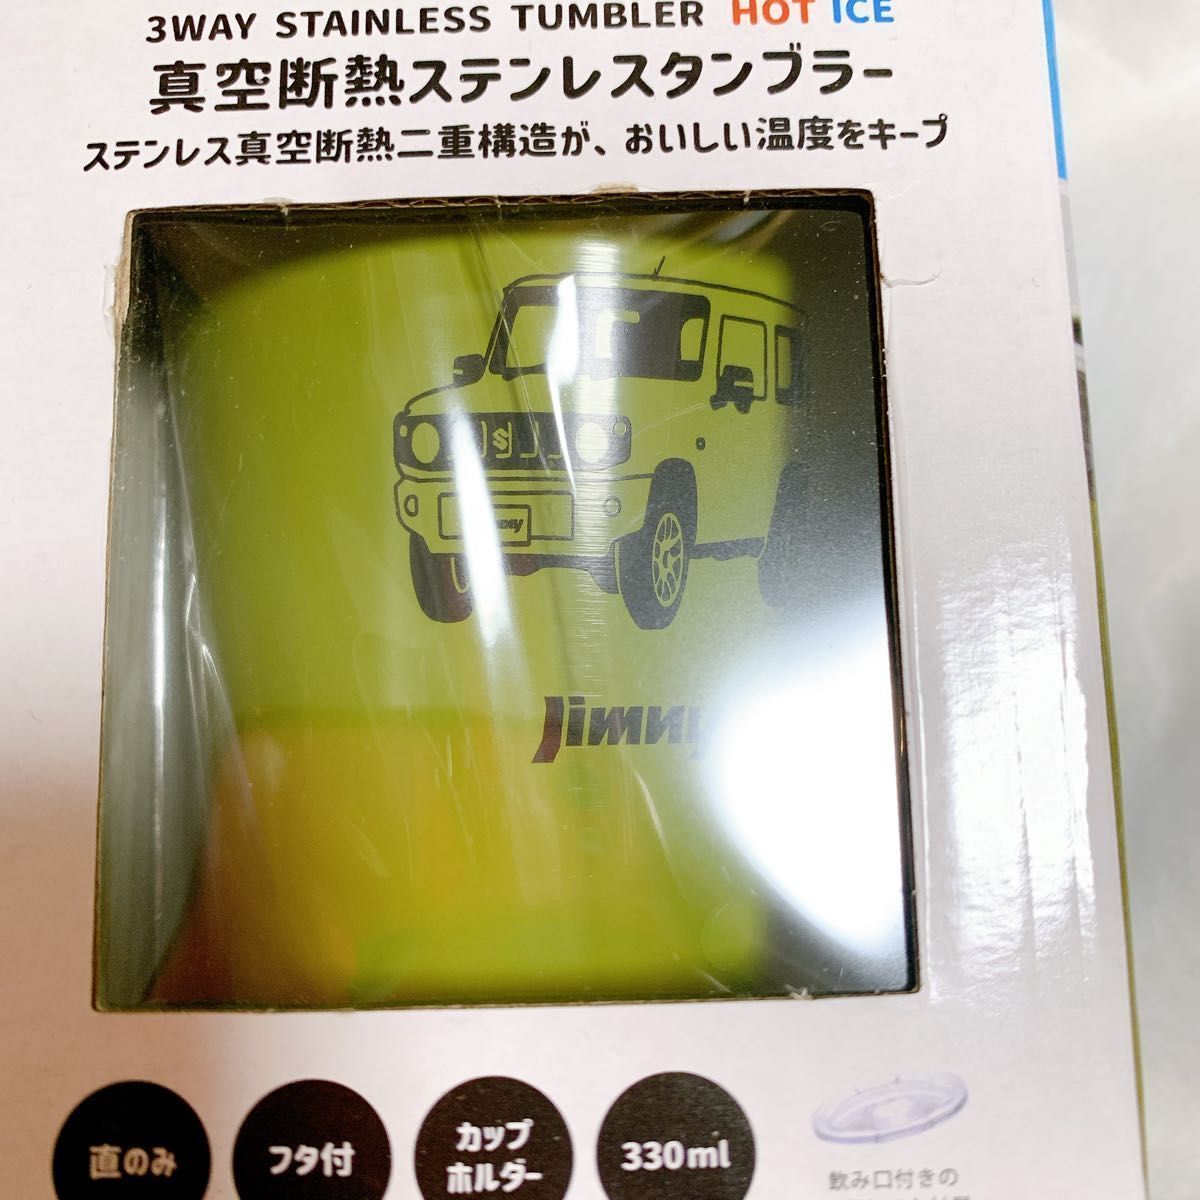 3WAY STAINLESS TUMBLER HOT ICE
真空断熱ステンレスタンブラー
ステンレス真空断熱二重構造が、おいしい温度をキープ
S
Jimny
Jimny
直のみ
フタ付
カップ
ホルダー
330ml
飲み口付きの